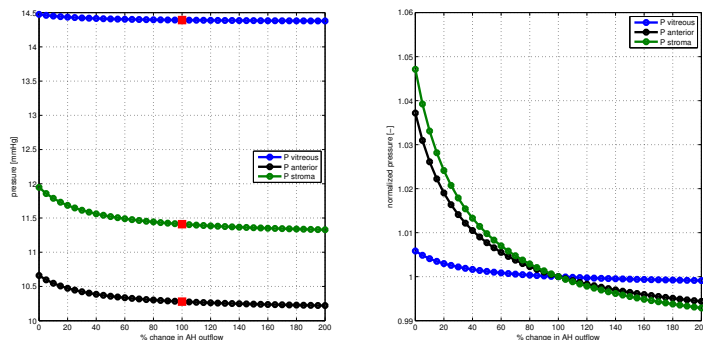 14.5
14
13.5
13
12.5
12
11.5
11
10.5
10
pressure [mmHg]
P vitreous
P anterior
P stroma
0 20 40 60 80 100 120 140 160 180 200
% change in AH outflow
1.06
1.05
1.04
1.03
1.02
1.01
1
0.99
normalized pressure [−]
P vitreous
P anterior
P stroma
0 20 40 60 80 100 120 140 160 180 200
% change in AH outflow